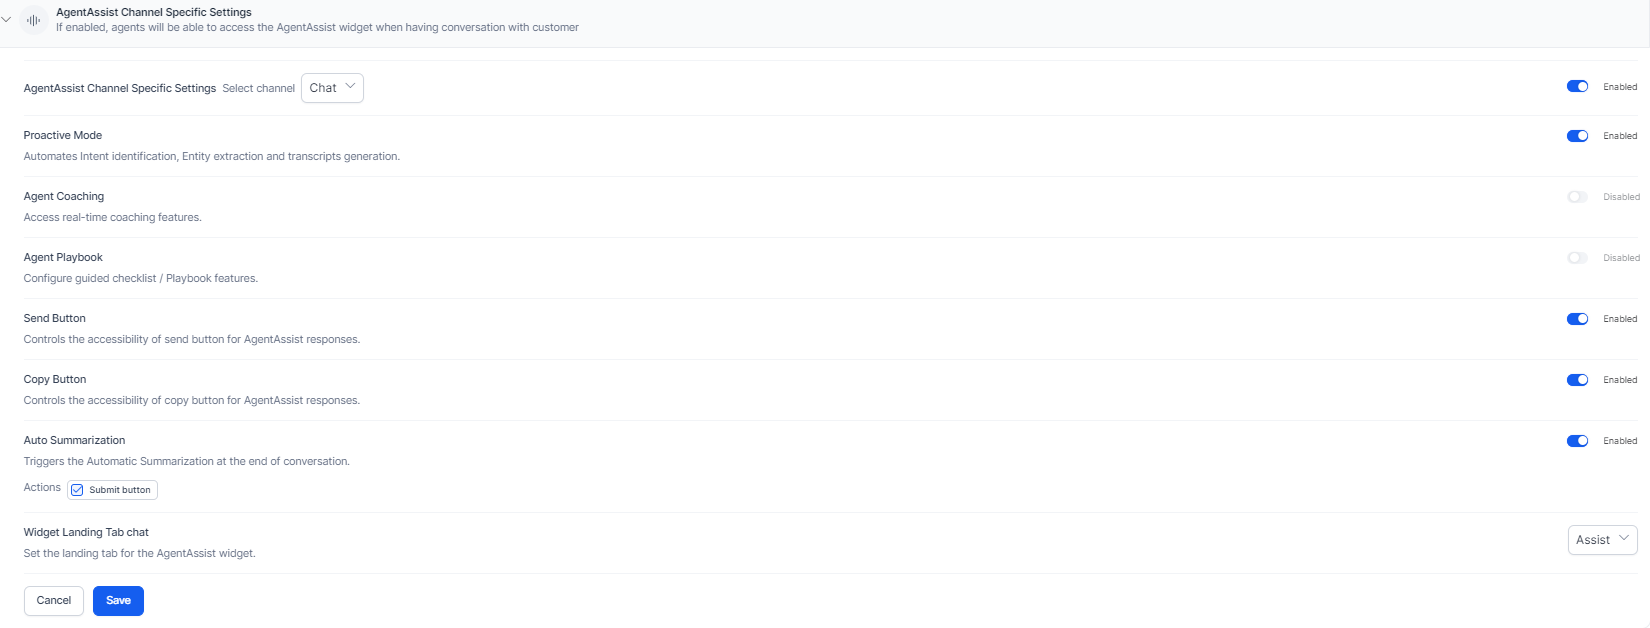 AgentAssist Channel Specific Settings
If enabled, agents will be able to access the AgentAssist widget when having conversation with customer
AgentAssist Channel Specific Settings Select channel Chat Enabled
Proactive Mode Enabled
Automates Intent identification, Entity extraction and transcripts generation.
Agent Coaching Disabled
Access real-time coaching features.
Agent Playbook Disabled
Configure guided checklist / Playbook features.
Send Button Enabled
Controls the accessibility of send button for AgentAssist responses.
Copy Button Enabled
Controls the accessibility of copy button for AgentAssist responses.
Auto Summarization Enabled
Triggers the Automatic Summarization at the end of conversation.
Actions Submit button
Widget Landing Tab chat Assist
Set the landing tab for the AgentAssist widget.
Cancel Save